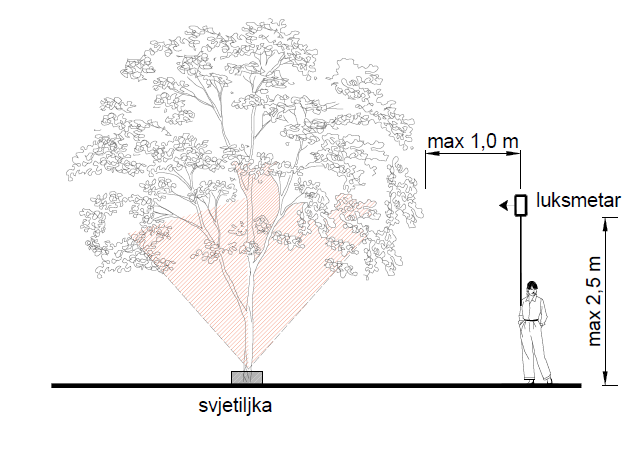 max 1,0 m
luksmetar
max 2,5 m
svjetiljka